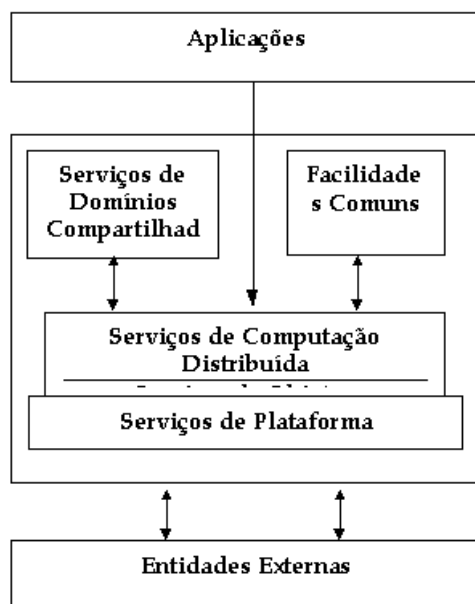 Aplicações
Serviços de
Domínios
Compartilhad
Facilidade
s Comuns
Serviços de Computação
Distribuída
Serviços de Plataforma
Entidades Externas